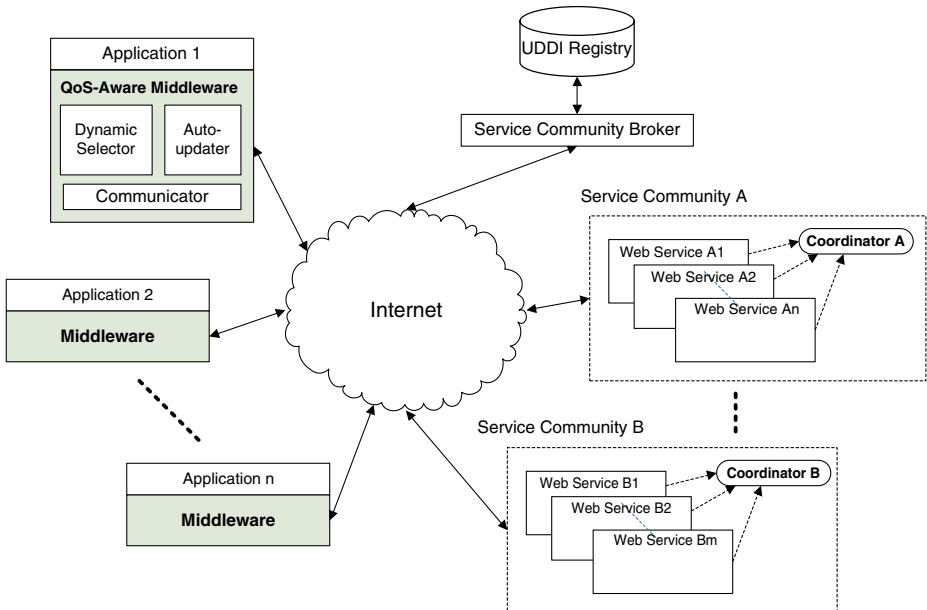 Application 1
QoS-Aware Middleware
Dynamic
Selector
Auto-
updater
Communicator
UDDI Registry
Service Community Broker
Service Community A
Web Service A1
Web Service A2
Web Service An
Coordinator A
Internet
Application 2
Middleware
Application n
Middleware
Service Community B
Web Service B1
Web Service B2
Web Service Bm
Coordinator B